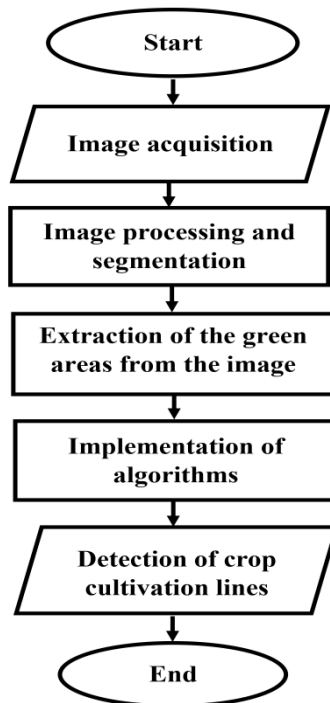 Start
Image acquisition
Image processing and
segmentation
Extraction of the green
areas from the image
Implementation of
algorithms
Detection of crop
cultivation lines
End